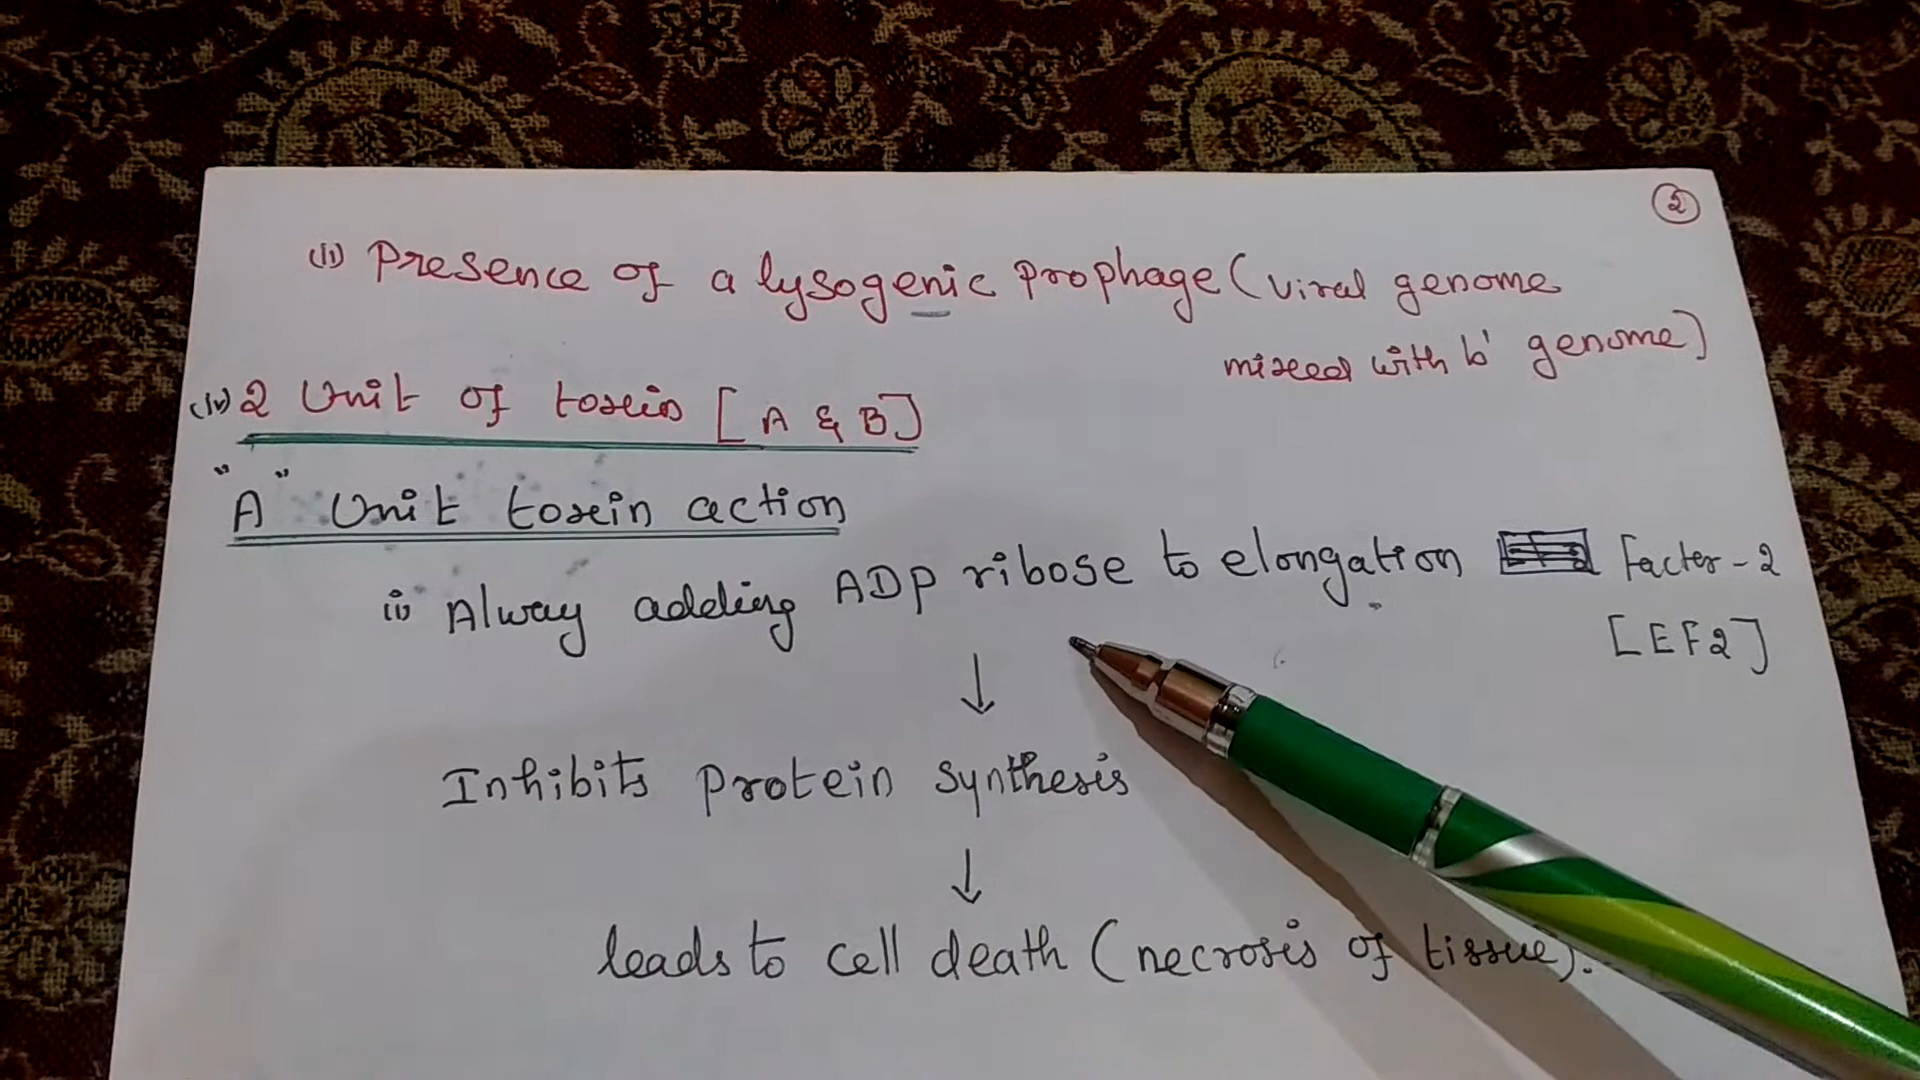 2
(ii) Presence of a lysogenic prophage (viral genome
mixed with b' genome)
(iv) 2 Unit of toxin [A & B]
"A" Unit toxin action
(i) Alway adding ADP ribose to elongation Facter-2
[EF2]
↓
Inhibits protein synthesis
↓
leads to cell death (necrosis of tissue).